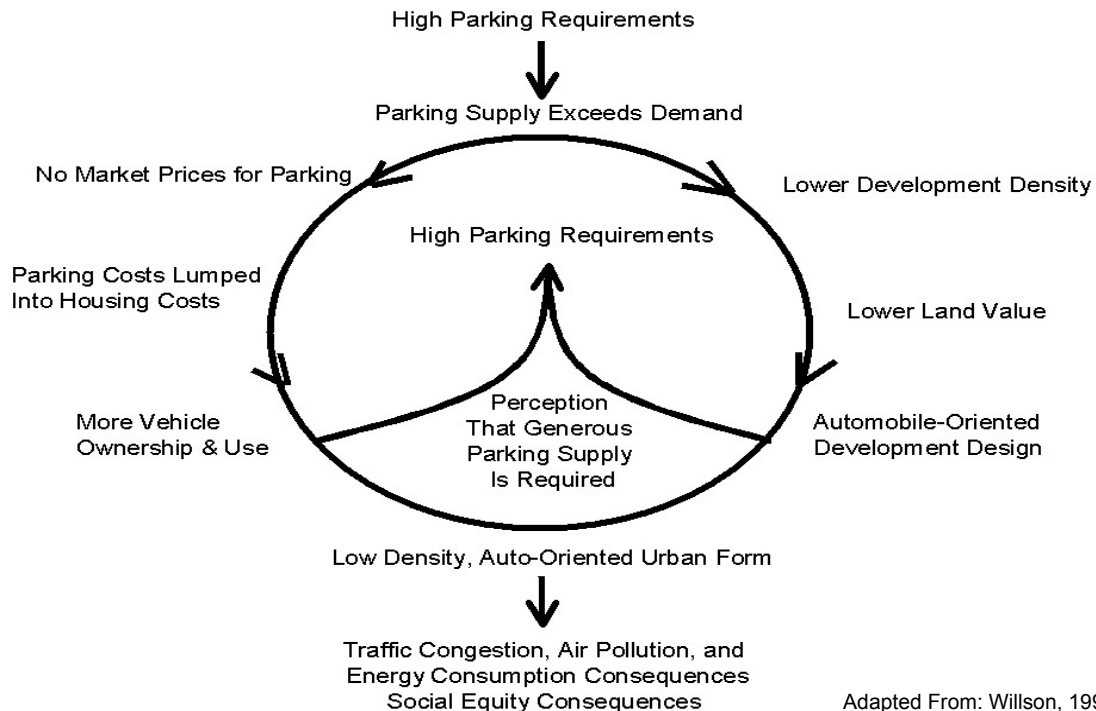 High Parking Requirements
Parking Supply Exceeds Demand
No Market Prices for Parking
Lower Development Density
High Parking Requirements
Parking Costs Lumped
Into Housing Costs
Lower Land Value
More Vehicle
Ownership & Use
Perception
That Generous
Parking Supply
Is Required
Automobile-Oriented
Development Design
Low Density, Auto-Oriented Urban Form
Traffic Congestion, Air Pollution, and
Energy Consumption Consequences
Social Equity Consequences
Adapted From: Willson, 199